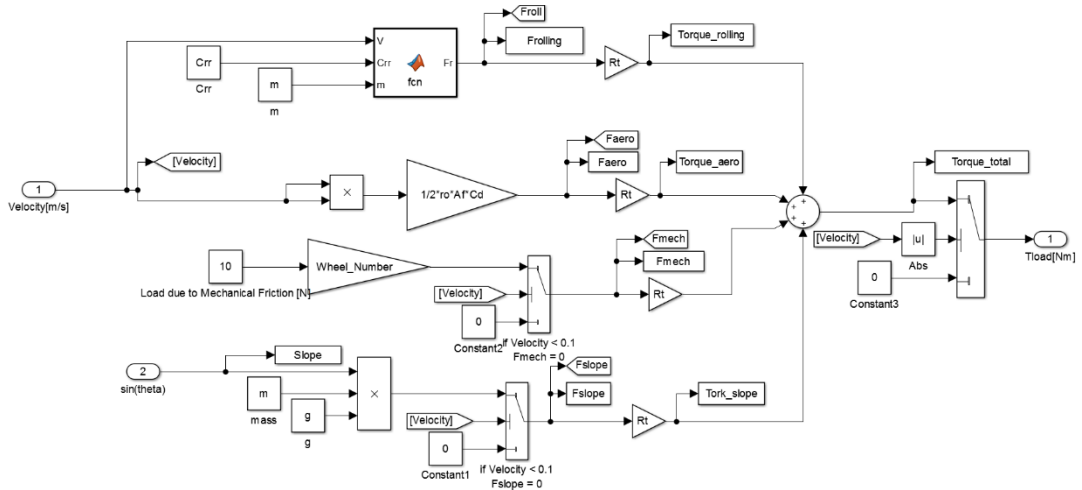 Froll
Frolling
Torque_rolling
V
Crr
Crr
Crr
m
m
m
Fr
fcn
Rt
[Velocity]
Faero
Faero
Torque_aero
Torque_total
1
Velocity[m/s]
×
1/2*ro*Af*Cd
Rt
+
+
+
+
[Velocity]
|u|
Abs
1
Tload[Nm]
0
Constant3
Fmech
Fmech
10
Wheel_Number
Load due to Mechanical Friction [N]
[Velocity]
Rt
0
Constant2
if Velocity < 0.1
Fmech = 0
Slope
2
sin(theta)
m
mass
g
g
×
Fslope
Fslope
Tork_slope
[Velocity]
Rt
0
Constant1
if Velocity < 0.1
Fslope = 0